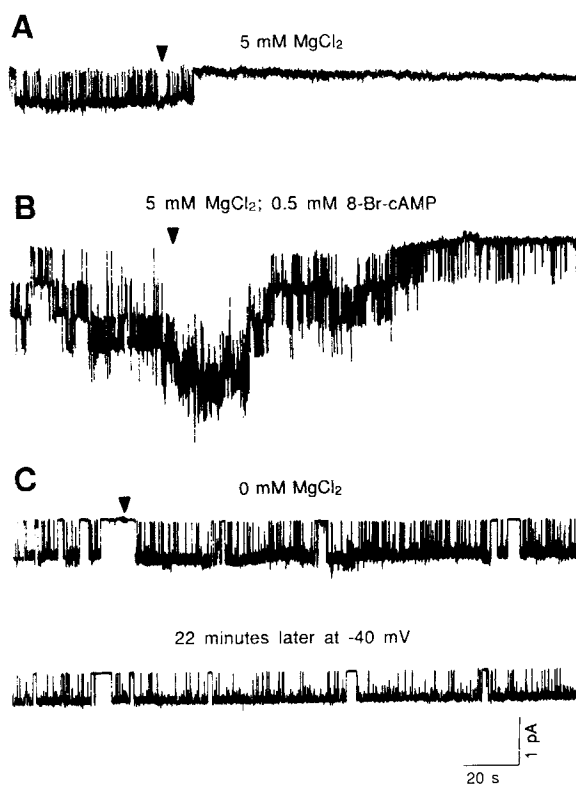 A
5 mM MgCl₂
B
5 mM MgCl₂; 0.5 mM 8-Br-cAMP
C
0 mM MgCl₂
22 minutes later at -40 mV
1 pA
20 s